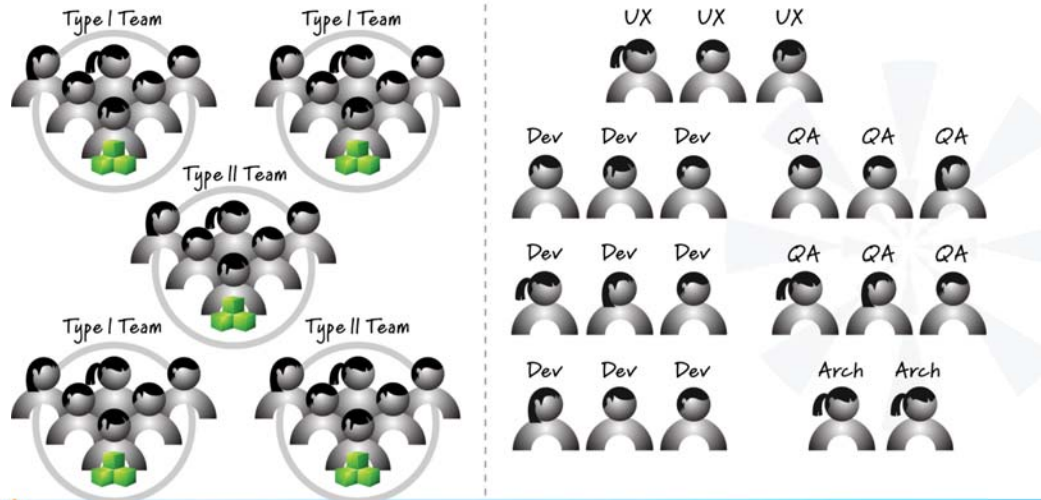 Type I Team Type I Team
Type II Team
Type I Team Type II Team
UX UX UX
Dev Dev Dev QA QA QA
Dev Dev Dev QA QA QA
Dev Dev Dev Arch Arch